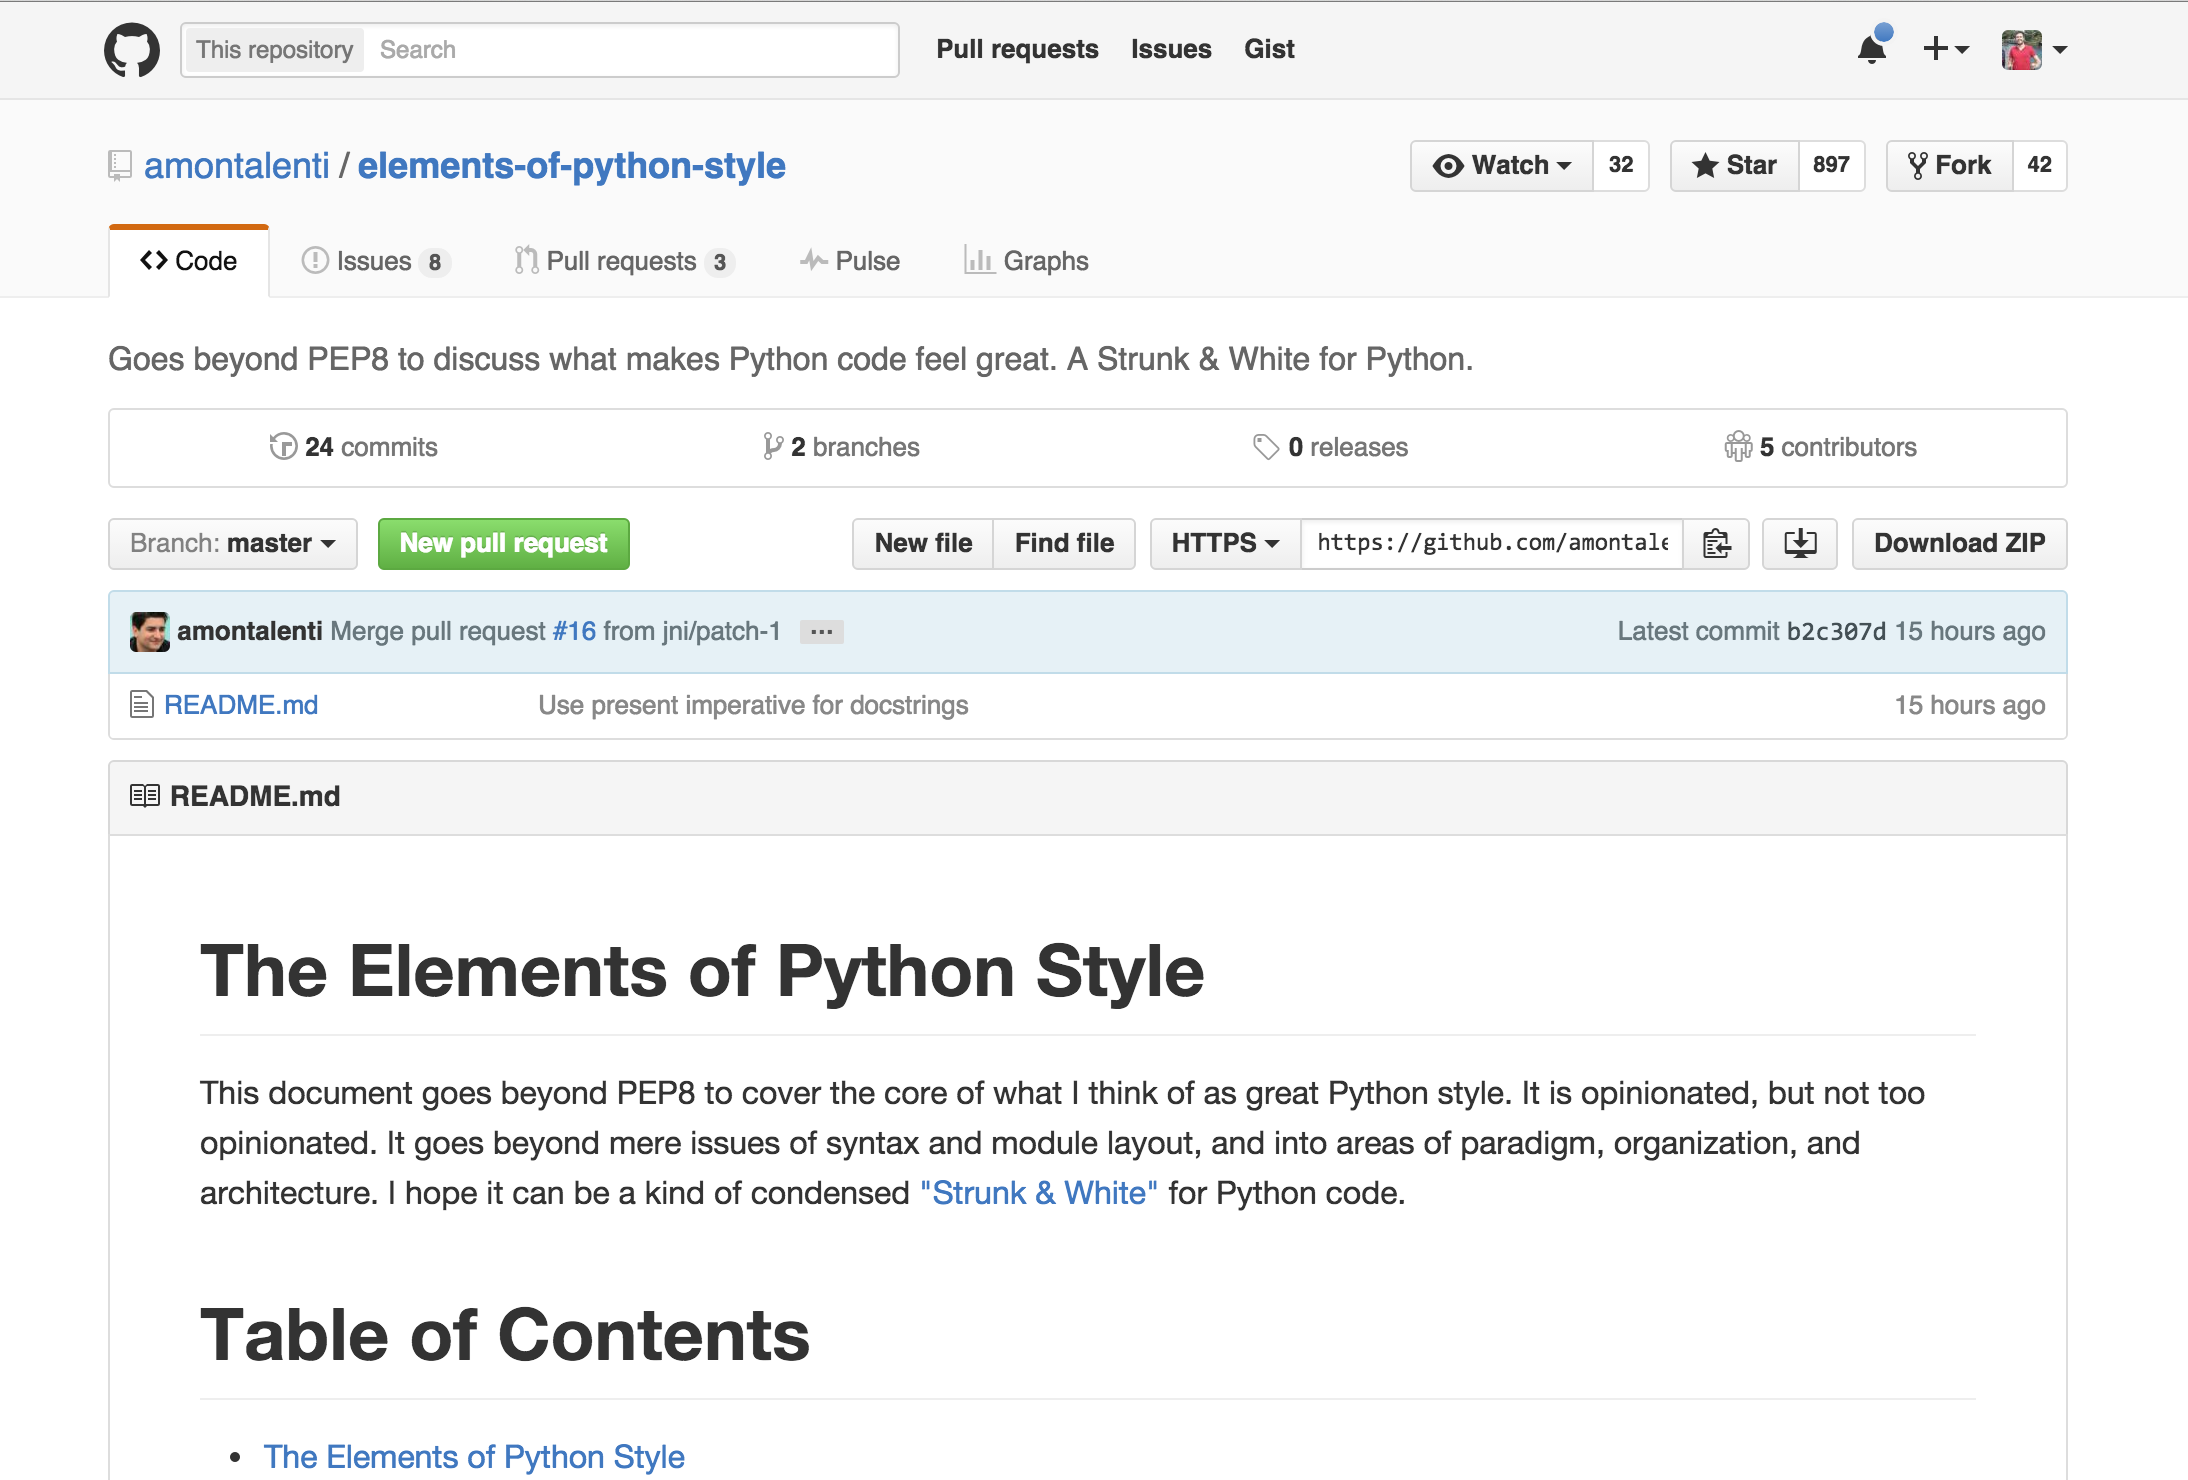 This repository Search Pull requests Issues Gist
amontalenti / elements-of-python-style Watch 32 Star 897 Fork 42
Code Issues 8 Pull requests 3 Pulse Graphs
Goes beyond PEP8 to discuss what makes Python code feel great. A Strunk & White for Python.
24 commits 2 branches 0 releases 5 contributors
Branch: master New pull request New file Find file HTTPS https://github.com/amontale Download ZIP
amontalenti Merge pull request #16 from jni/patch-1 … Latest commit b2c307d 15 hours ago
README.md Use present imperative for docstrings 15 hours ago
README.md
The Elements of Python Style
This document goes beyond PEP8 to cover the core of what I think of as great Python style. It is opinionated, but not too
opinionated. It goes beyond mere issues of syntax and module layout, and into areas of paradigm, organization, and
architecture. I hope it can be a kind of condensed "Strunk & White" for Python code.
Table of Contents
• The Elements of Python Style